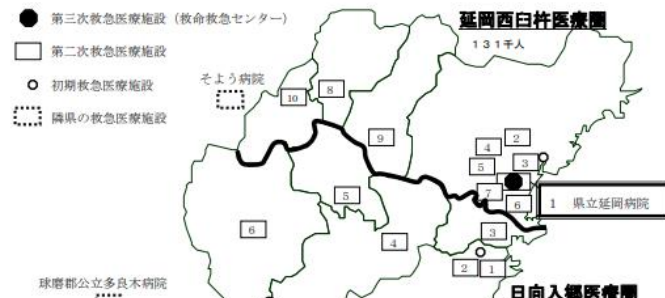 第三次救急医療施設（救命救急センター）
第二次救急医療施設
初期救急医療施設
隣県の救急医療施設
延岡西臼杵医療圏
１３１千人
そよう病院
10
8
9
4
2
5
3
7
6
1　県立延岡病院
5
6
4
3
2
1
球磨郡公立多良木病院
日向入郷医療圏